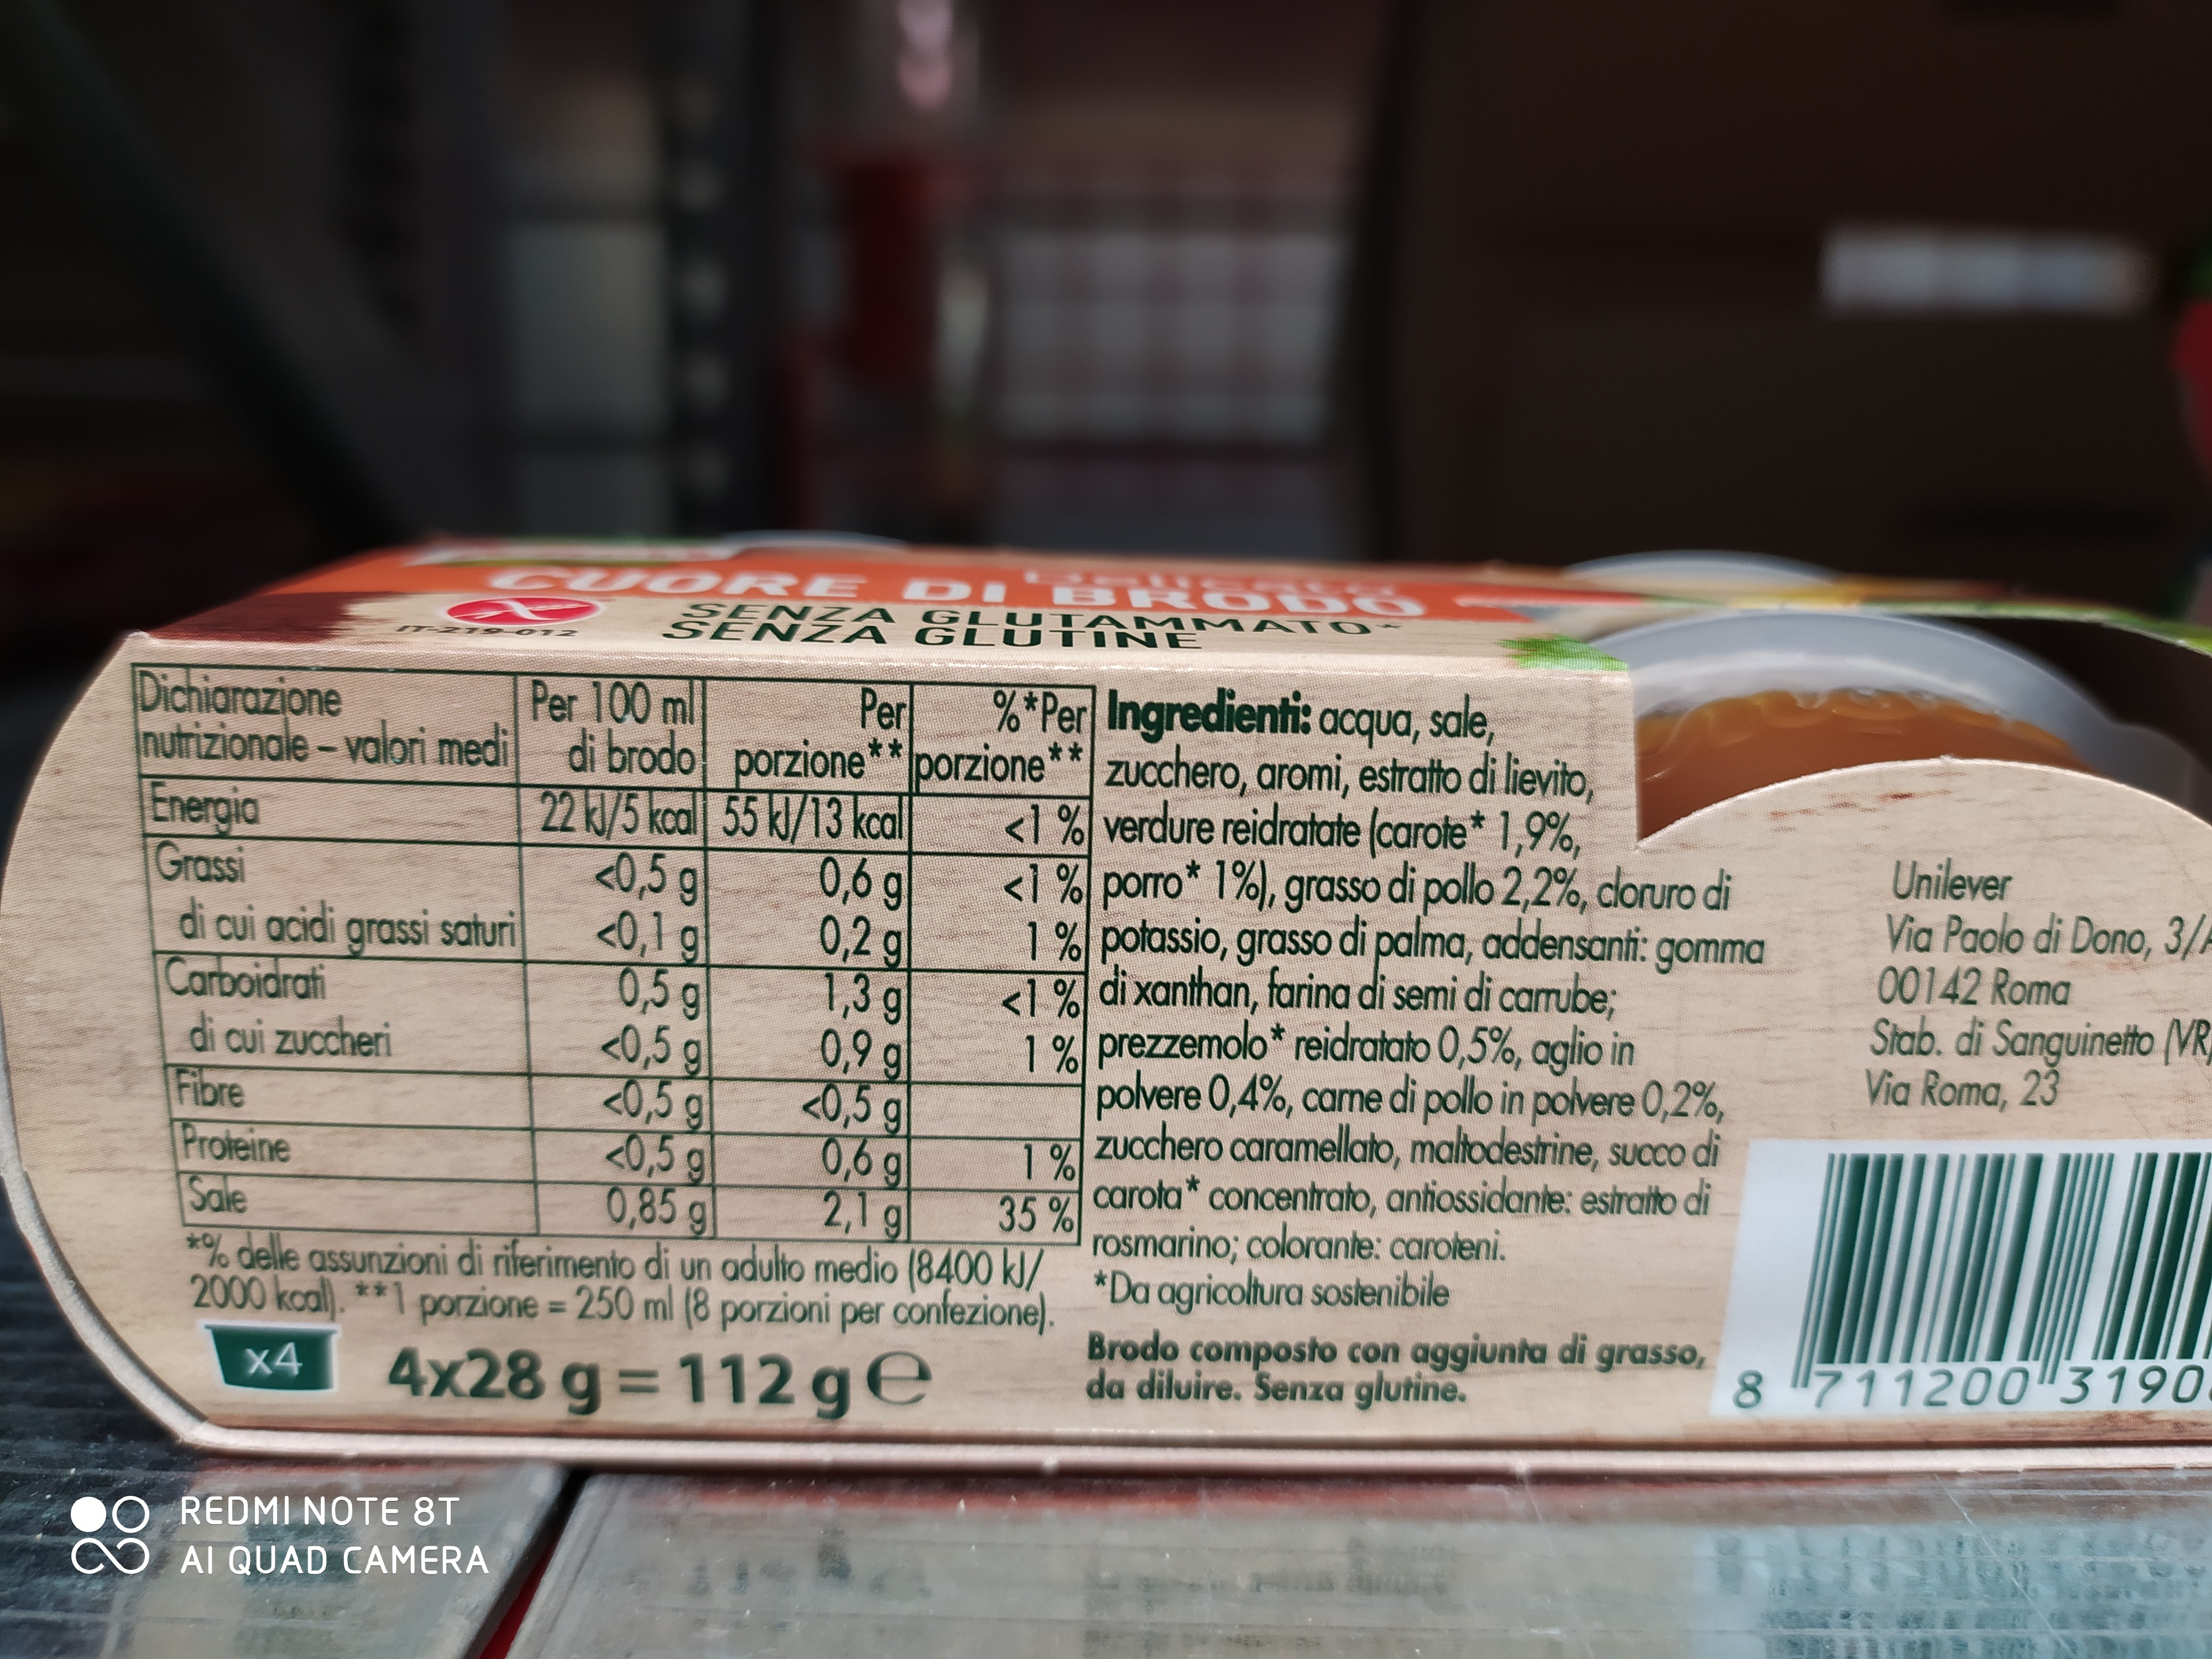 Delicato
CUORE DI BRODO
SENZA GLUTAMMATO*
SENZA GLUTINE
IT-219-012
Dichiarazione nutrizionale – valori medi Per 100 ml di brodo Per porzione** %*Per porzione**
Energia 22 kJ/5 kcal 55 kJ/13 kcal <1 %
Grassi <0,5 g 0,6 g <1 %
di cui acidi grassi saturi <0,1 g 0,2 g 1 %
Carboidrati 0,5 g 1,3 g <1 %
di cui zuccheri <0,5 g 0,9 g 1 %
Fibre <0,5 g <0,5 g
Proteine <0,5 g 0,6 g 1 %
Sale 0,85 g 2,1 g 35 %
*% delle assunzioni di riferimento di un adulto medio (8400 kJ/
2000 kcal). **1 porzione = 250 ml (8 porzioni per confezione).
x4
4x28 g = 112 g e
Ingredienti: acqua, sale,
zucchero, aromi, estratto di lievito,
verdure reidratate (carote* 1,9%,
porro* 1%), grasso di pollo 2,2%, cloruro di
potassio, grasso di palma, addensanti: gomma
di xanthan, farina di semi di carrube;
prezzemolo* reidratato 0,5%, aglio in
polvere 0,4%, carne di pollo in polvere 0,2%,
zucchero caramellato, maltodestrine, succo di
carota* concentrato, antiossidante: estratto di
rosmarino; colorante: caroteni.
*Da agricoltura sostenibile
Brodo composto con aggiunta di grasso,
da diluire. Senza glutine.
Unilever
Via Paolo di Dono, 3/A
00142 Roma
Stab. di Sanguinetto (VR)
Via Roma, 23
8 711200 3190
REDMI NOTE 8T
AI QUAD CAMERA